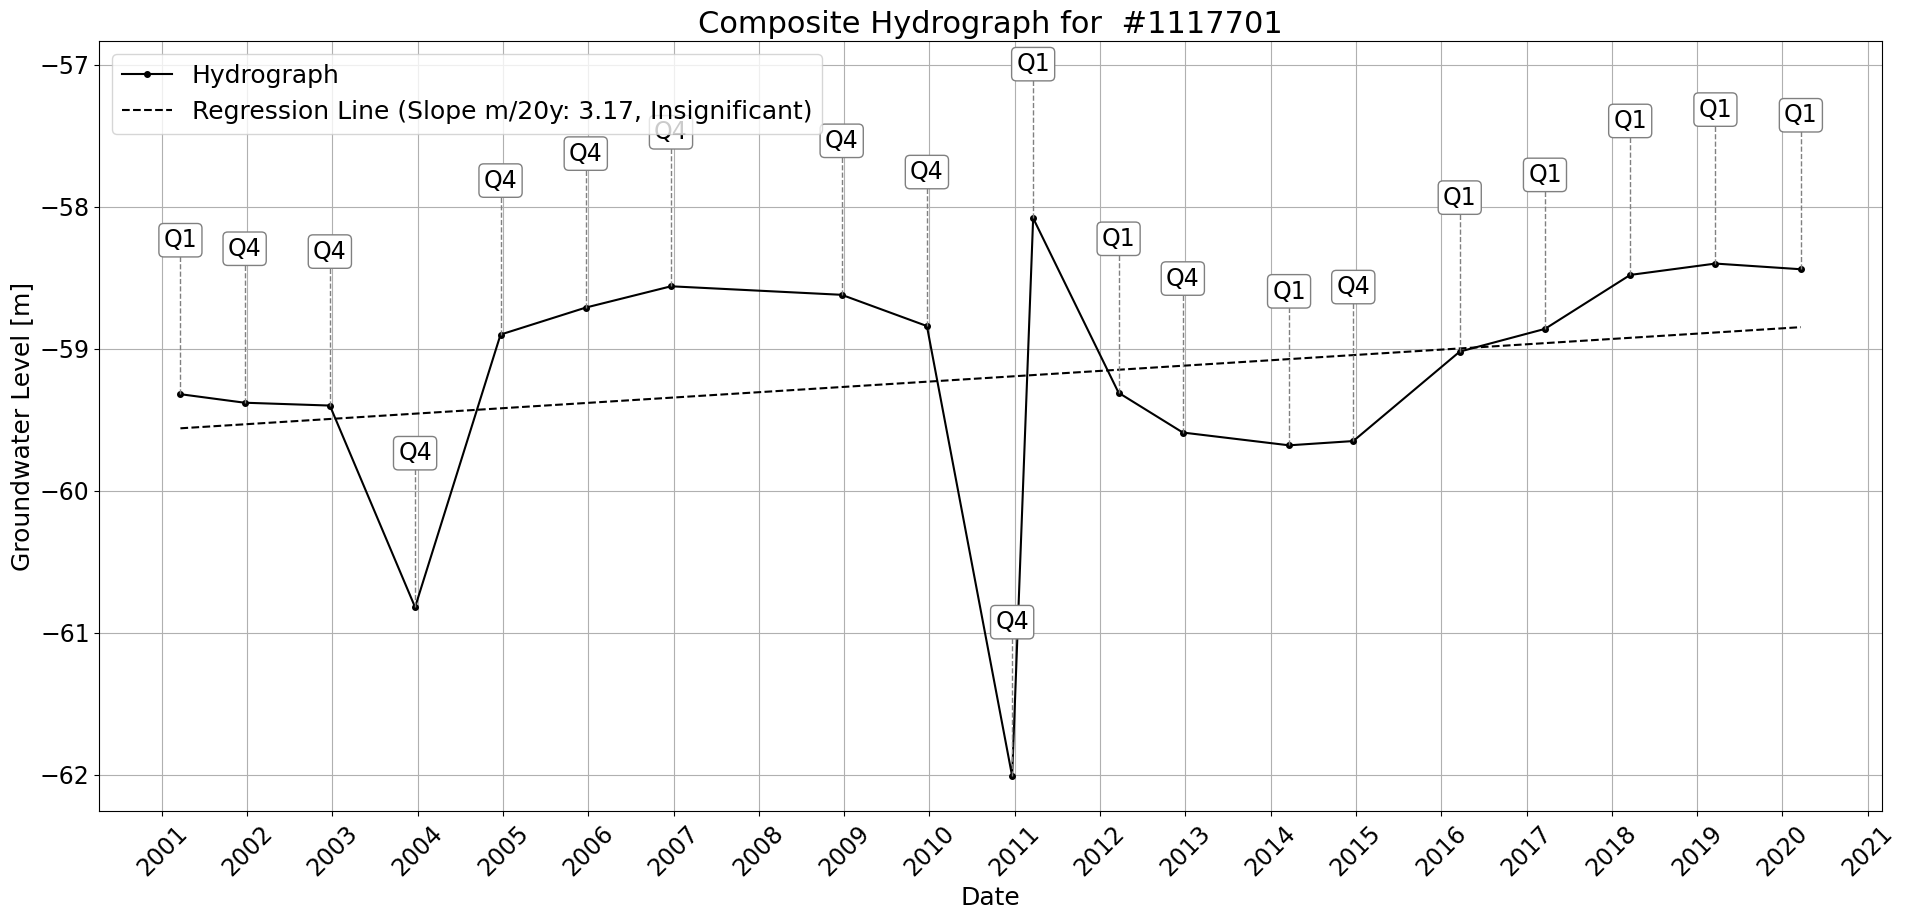 Composite Hydrograph for  #1117701
Hydrograph
Regression Line (Slope m/20y: 3.17, Insignificant)
Groundwater Level [m]
−57
−58
−59
−60
−61
−62
Q1
Q4
Q4
Q4
Q4
Q4
Q4
Q4
Q4
Q4
Q1
Q1
Q4
Q1
Q4
Q1
Q1
Q1
Q1
Q1
2001
2002
2003
2004
2005
2006
2007
2008
2009
2010
2011
2012
2013
2014
2015
2016
2017
2018
2019
2020
2021
Date